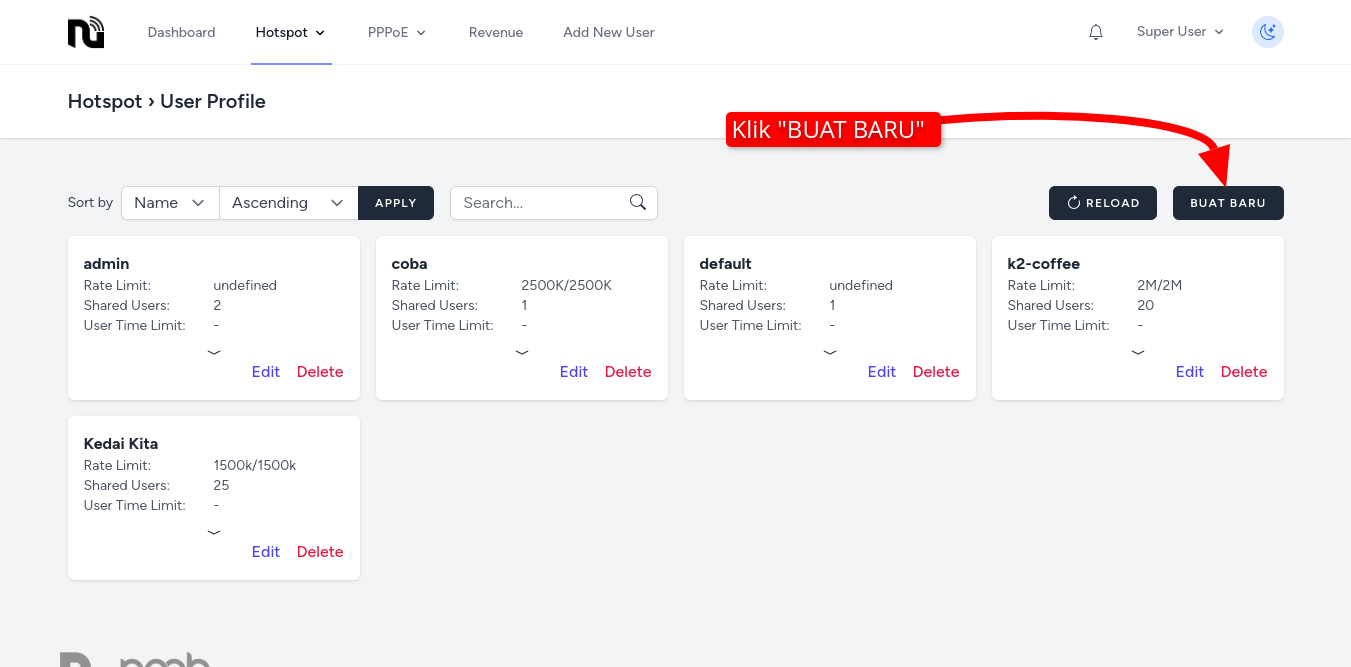 Dashboard Hotspot PPPoE Revenue Add New User Super User
Hotspot › User Profile
Klik "BUAT BARU"
Sort by Name Ascending APPLY Search... RELOAD BUAT BARU
admin
Rate Limit: undefined
Shared Users: 2
User Time Limit: -
Edit Delete
coba
Rate Limit: 2500K/2500K
Shared Users: 1
User Time Limit: -
Edit Delete
default
Rate Limit: undefined
Shared Users: 1
User Time Limit: -
Edit Delete
k2-coffee
Rate Limit: 2M/2M
Shared Users: 20
User Time Limit: -
Edit Delete
Kedai Kita
Rate Limit: 1500k/1500k
Shared Users: 25
User Time Limit: -
Edit Delete